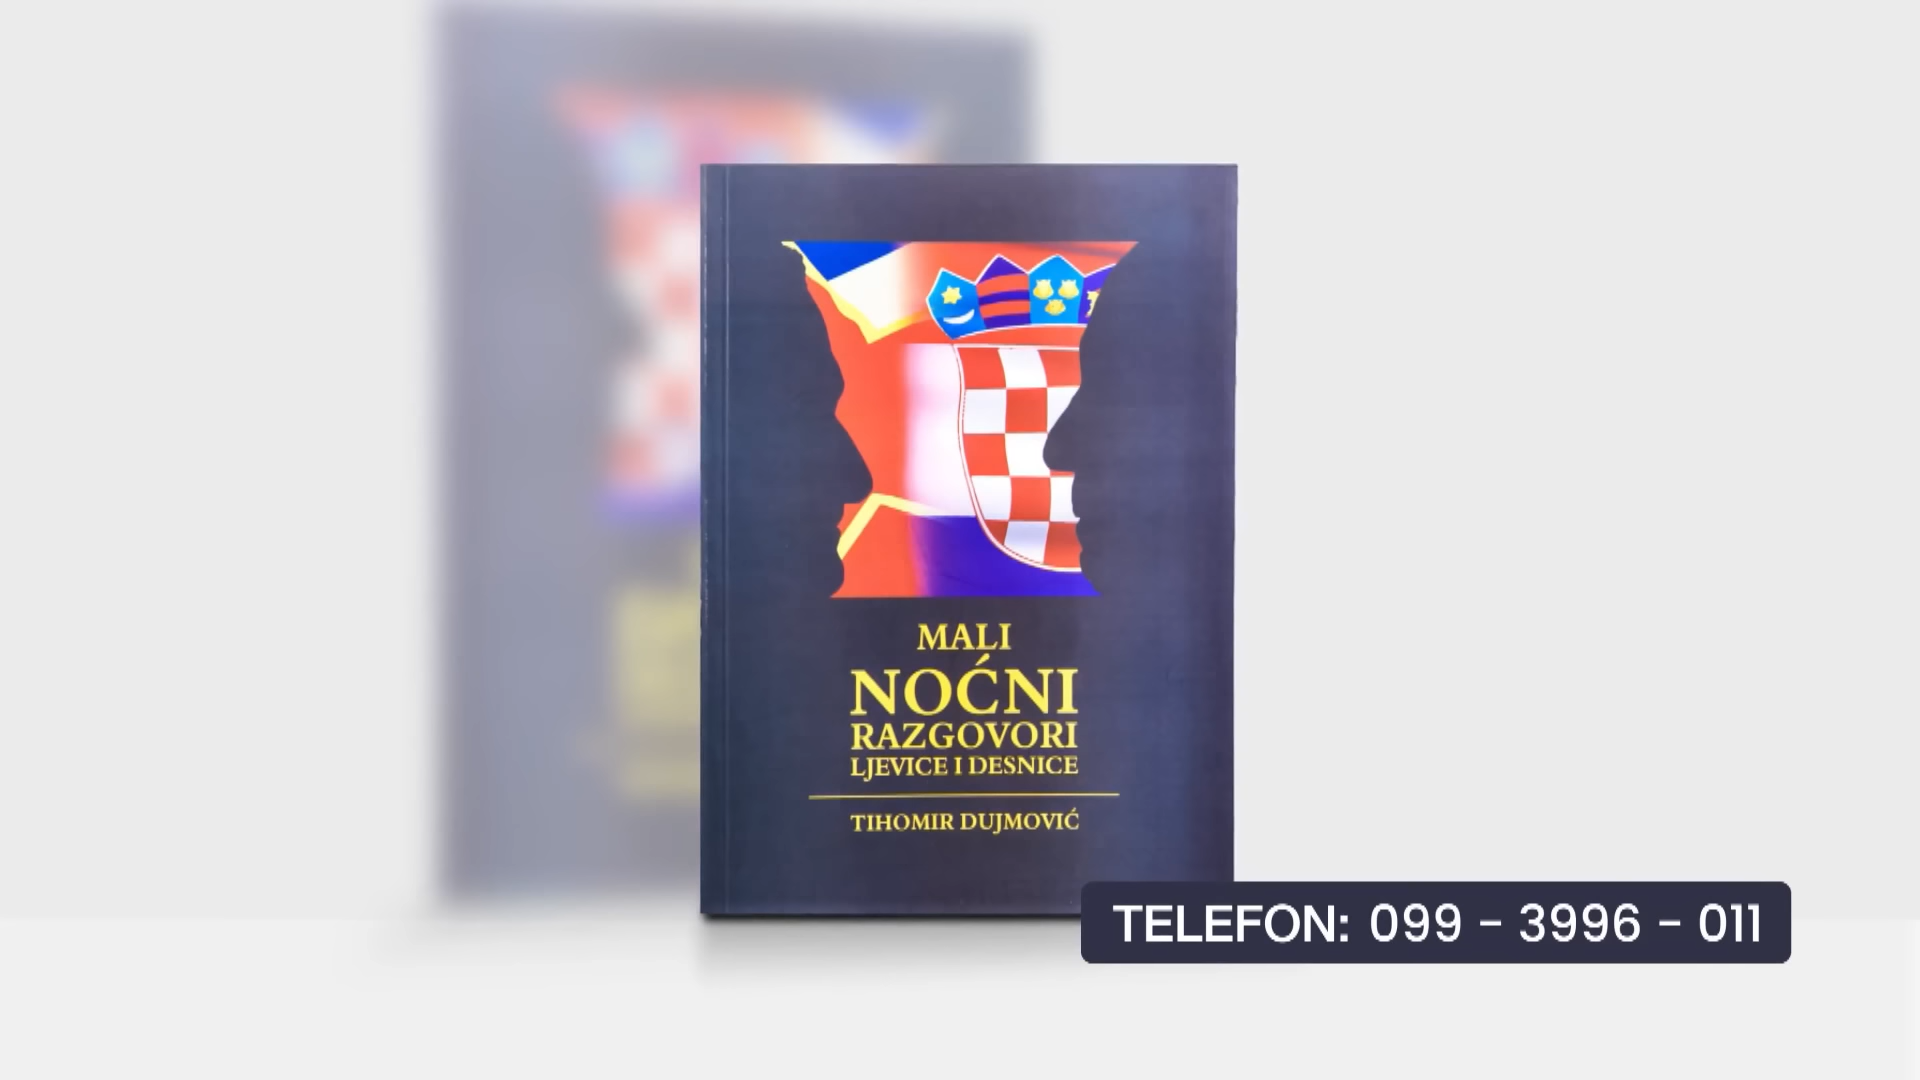 MALI
NOĆNI
RAZGOVORI
LJEVICE I DESNICE
TIHOMIR DUJMOVIĆ
TELEFON: 099 - 3996 - 011